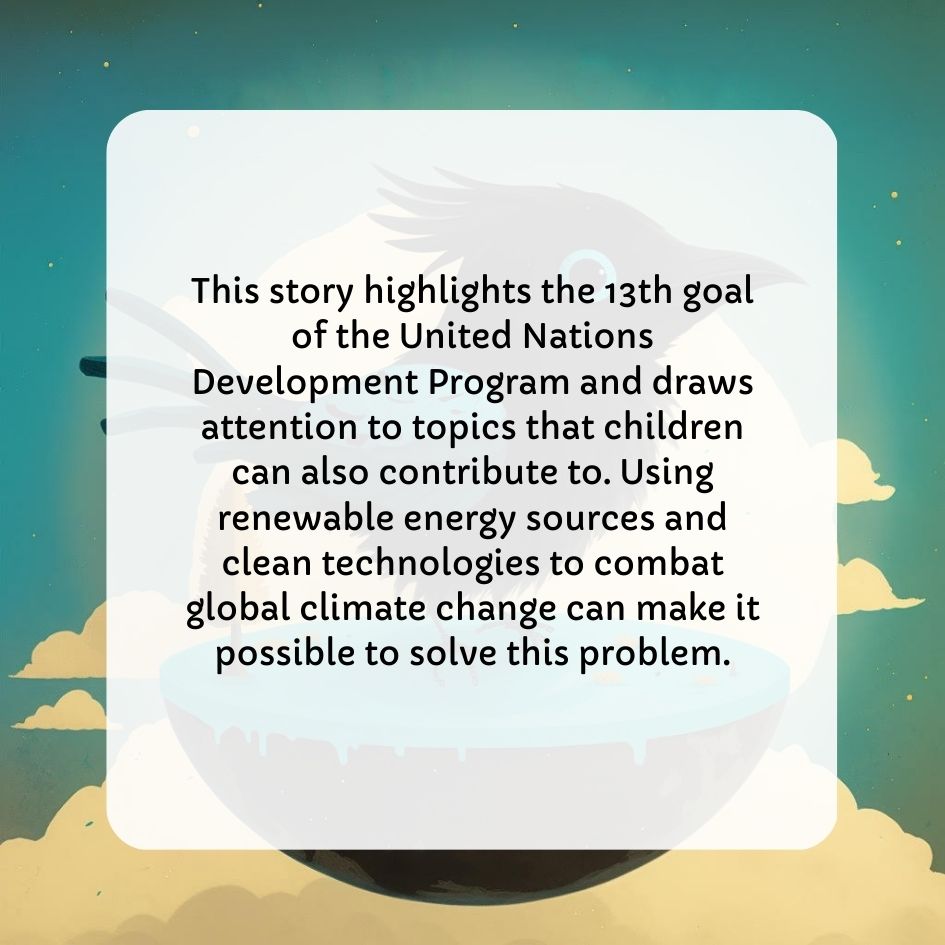 This story highlights the 13th goal
of the United Nations
Development Program and draws
attention to topics that children
can also contribute to. Using
renewable energy sources and
clean technologies to combat
global climate change can make it
possible to solve this problem.